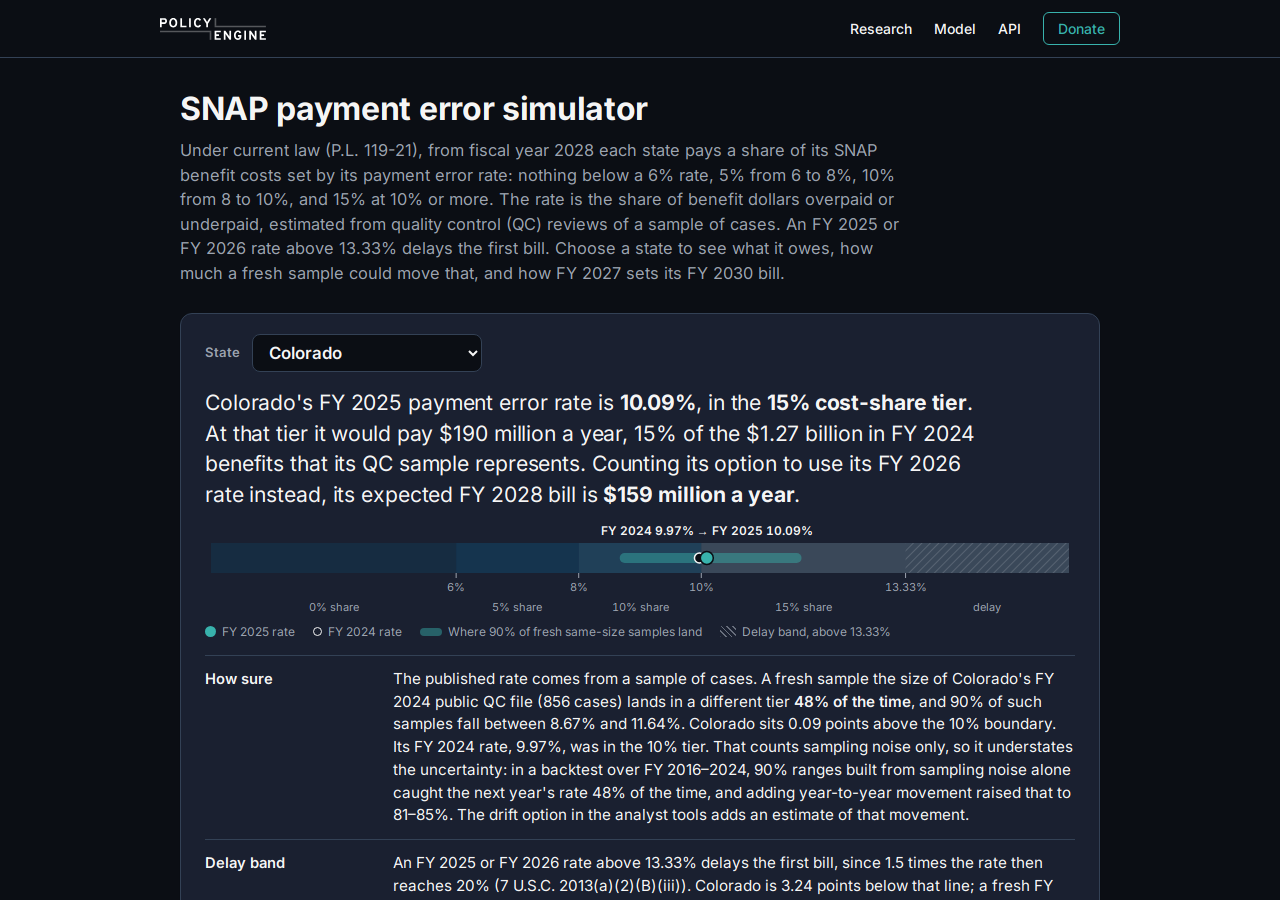 POLICY
ENGINE
Research
Model
API
Donate
SNAP payment error simulator
Under current law (P.L. 119-21), from fiscal year 2028 each state pays a share of its SNAP
benefit costs set by its payment error rate: nothing below a 6% rate, 5% from 6 to 8%, 10%
from 8 to 10%, and 15% at 10% or more. The rate is the share of benefit dollars overpaid or
underpaid, estimated from quality control (QC) reviews of a sample of cases. An FY 2025 or
FY 2026 rate above 13.33% delays the first bill. Choose a state to see what it owes, how
much a fresh sample could move that, and how FY 2027 sets its FY 2030 bill.
State
Colorado
Colorado's FY 2025 payment error rate is 10.09%, in the 15% cost-share tier.
At that tier it would pay $190 million a year, 15% of the $1.27 billion in FY 2024
benefits that its QC sample represents. Counting its option to use its FY 2026
rate instead, its expected FY 2028 bill is $159 million a year.
FY 2024 9.97% → FY 2025 10.09%
6%
8%
10%
13.33%
0% share
5% share
10% share
15% share
delay
FY 2025 rate
FY 2024 rate
Where 90% of fresh same-size samples land
Delay band, above 13.33%
How sure
The published rate comes from a sample of cases. A fresh sample the size of Colorado's FY
2024 public QC file (856 cases) lands in a different tier 48% of the time, and 90% of such
samples fall between 8.67% and 11.64%. Colorado sits 0.09 points above the 10% boundary.
Its FY 2024 rate, 9.97%, was in the 10% tier. That counts sampling noise only, so it understates
the uncertainty: in a backtest over FY 2016–2024, 90% ranges built from sampling noise alone
caught the next year's rate 48% of the time, and adding year-to-year movement raised that to
81–85%. The drift option in the analyst tools adds an estimate of that movement.
Delay band
An FY 2025 or FY 2026 rate above 13.33% delays the first bill, since 1.5 times the rate then
reaches 20% (7 U.S.C. 2013(a)(2)(B)(iii)). Colorado is 3.24 points below that line; a fresh FY